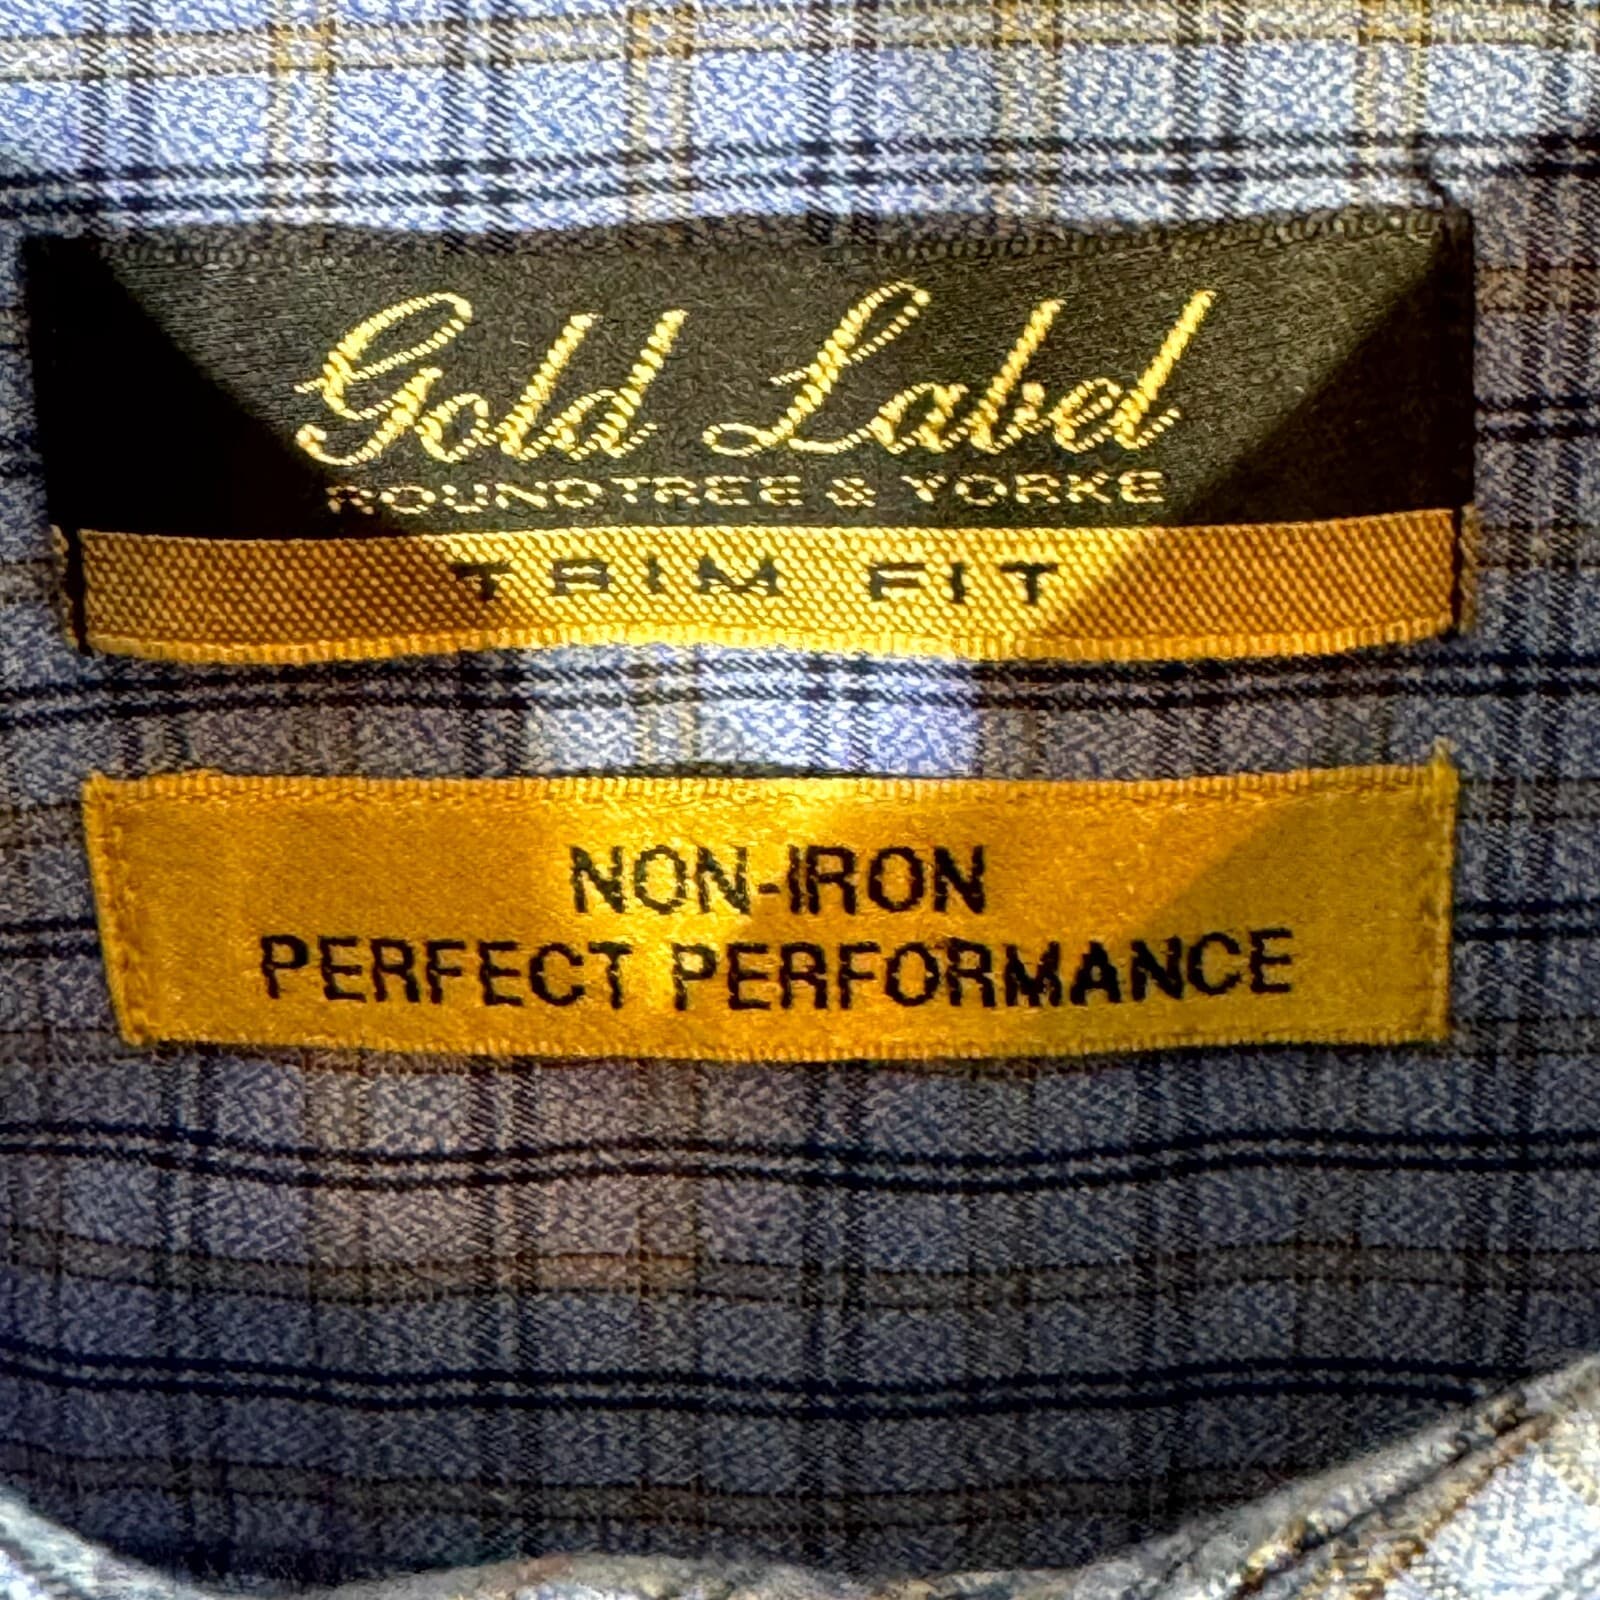 Gold Label
ROUNDTREE & YORKE
TRIM FIT
NON-IRON
PERFECT PERFORMANCE